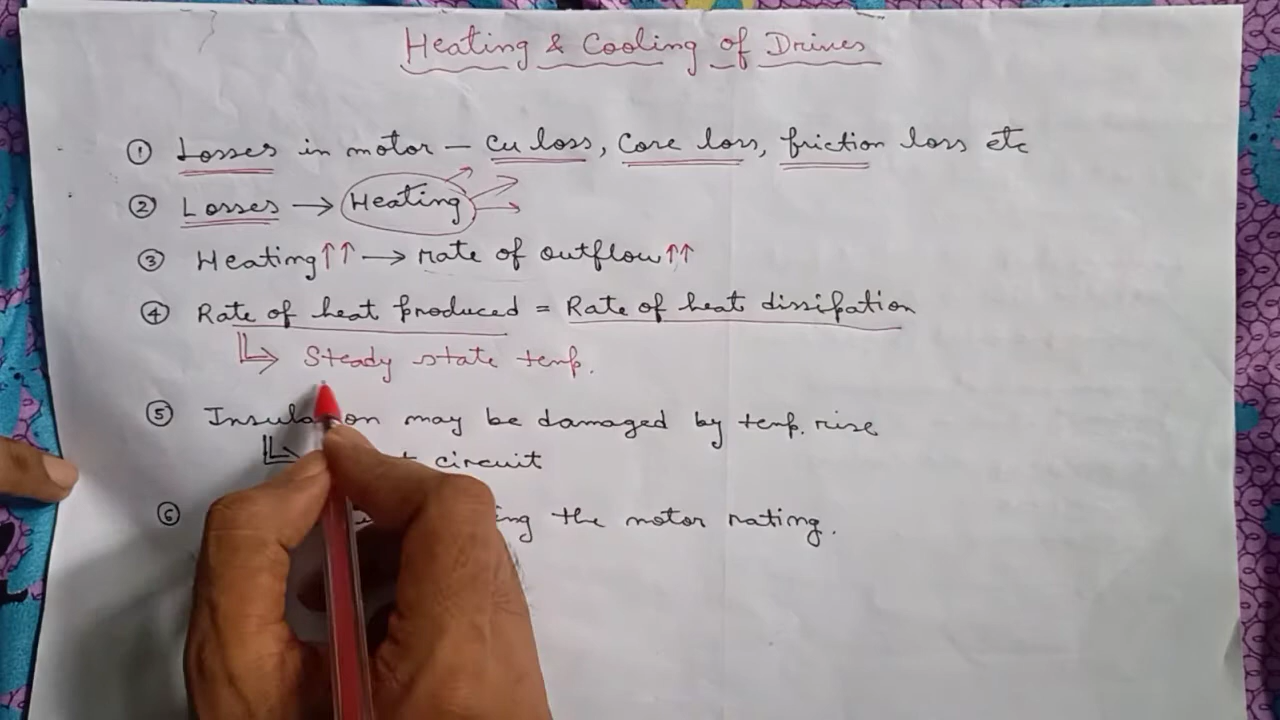 Heating & Cooling of Drives
① Losses in motor – Cu loss, Core loss, friction loss etc
② Losses → Heating
③ Heating ↑↑ → rate of outflow ↑↑
④ Rate of heat produced = Rate of heat dissipation
↳ Steady state temp.
⑤ Insulation may be damaged by temp. rise
↳ circuit
⑥ the motor rating.